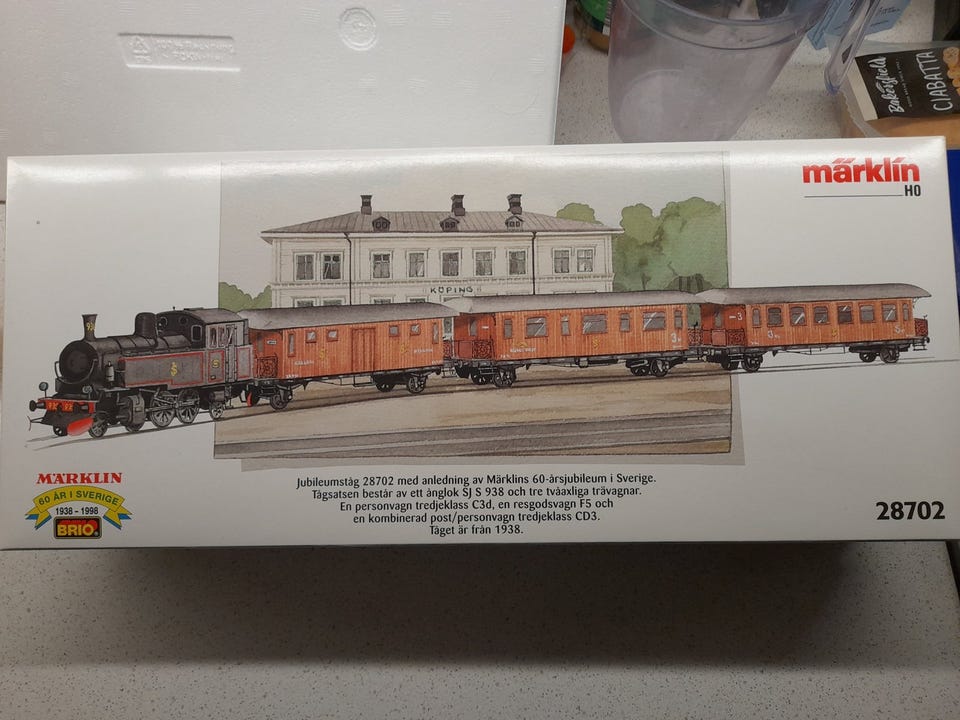 Bakersfield
CIABATTA
märklin
HO
KÖPING
MÄRKLIN
60 ÅR I SVERIGE
1938 - 1998
BRIO
Jubileumståg 28702 med anledning av Märklins 60-årsjubileum i Sverige.
Tågsatsen består av ett ånglok SJ S 938 och tre tvåaxliga trävagnar.
En personvagn tredjeklass C3d, en resgodsvagn F5 och
en kombinerad post/personvagn tredjeklass CD3.
Tåget är från 1938.
28702